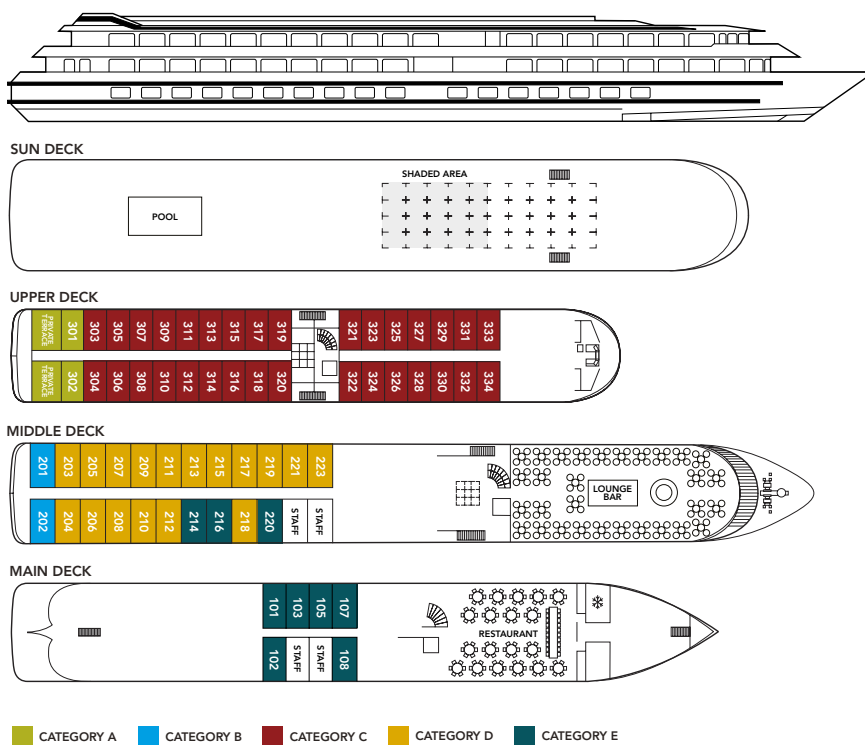 SUN DECK
SHADED AREA
POOL
UPPER DECK
PRIVATE
TERRACE
301 303 305 307 309 311 313 315 317 319 321 323 325 327 329 331 333
PRIVATE
TERRACE
302 304 306 308 310 312 314 316 318 320 322 324 326 228 330 332 334
MIDDLE DECK
201 203 205 207 209 211 213 215 217 219 221 223
LOUNGE
BAR
202 204 206 208 210 212 214 216 218 220 STAFF STAFF
MAIN DECK
101 103 105 107
RESTAURANT
102 STAFF STAFF 108
CATEGORY A CATEGORY B CATEGORY C CATEGORY D CATEGORY E